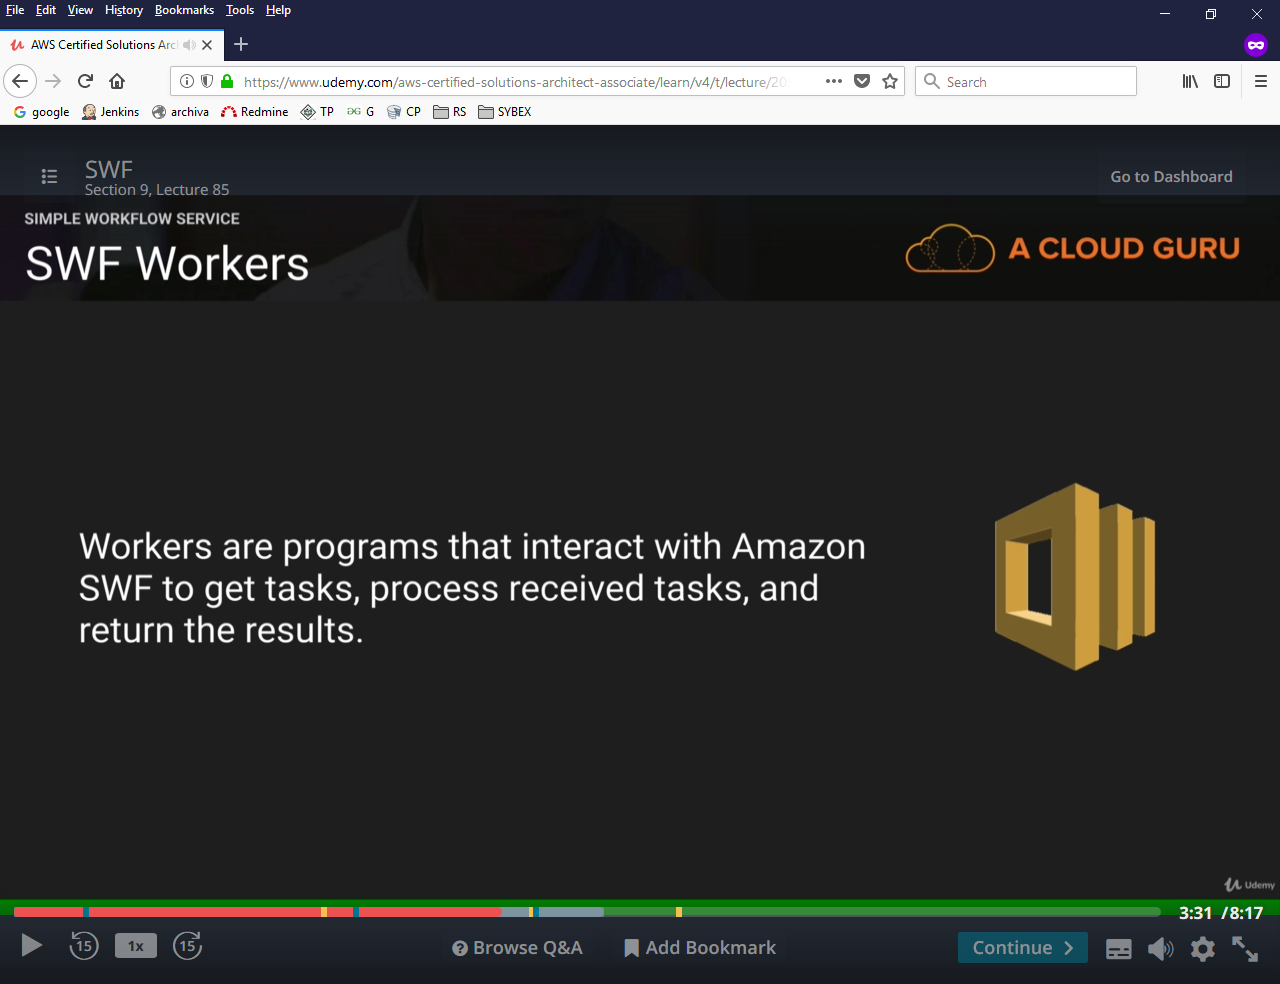 File Edit View History Bookmarks Tools Help
AWS Certified Solutions Arc
https://www.udemy.com/aws-certified-solutions-architect-associate/learn/v4/t/lecture/20
Search
google Jenkins archiva Redmine TP G CP RS SYBEX
SWF
Section 9, Lecture 85
Go to Dashboard
SIMPLE WORKFLOW SERVICE
SWF Workers
A CLOUD GURU
Workers are programs that interact with Amazon
SWF to get tasks, process received tasks, and
return the results.
Udemy
3:31 / 8:17
15 1x 15
Browse Q&A
Add Bookmark
Continue